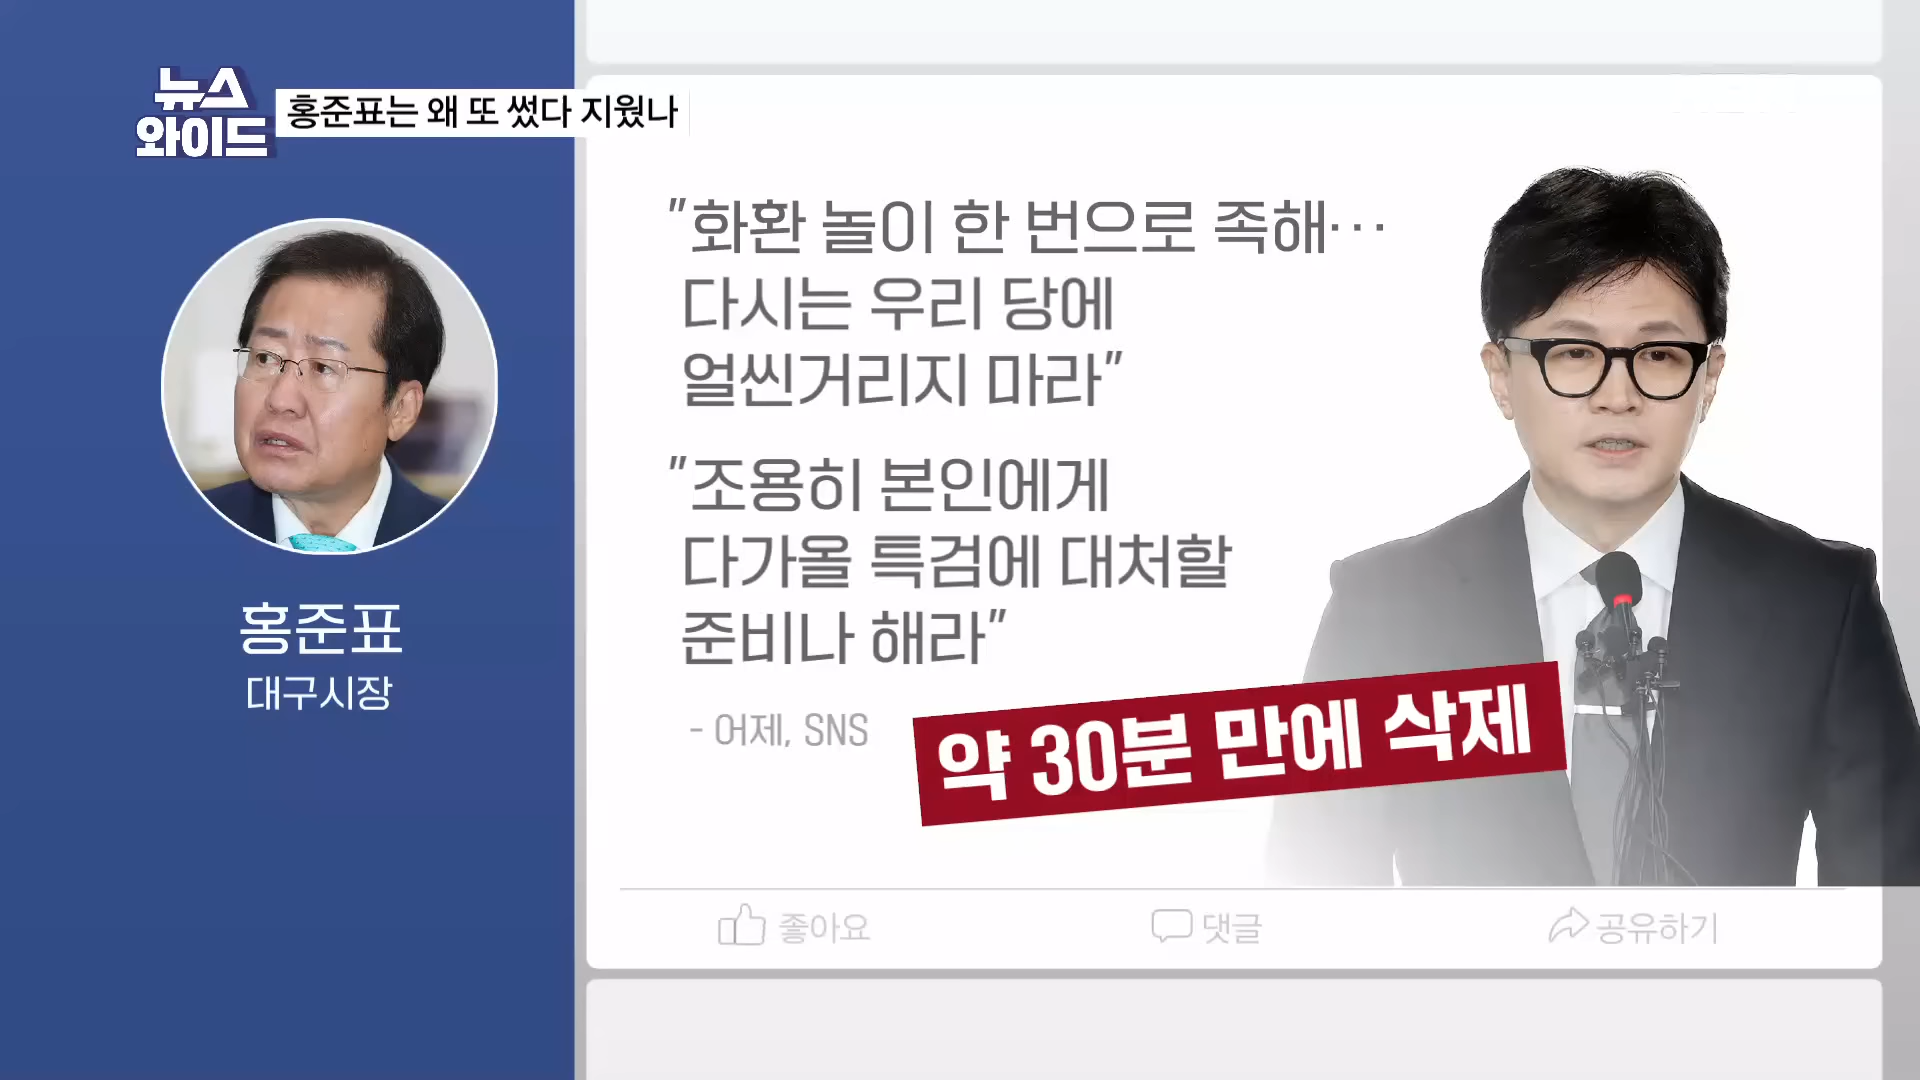 뉴스
와이드
홍준표는 왜 또 썼다 지웠나
"화환 놀이 한 번으로 족해…
다시는 우리 당에
얼씬거리지 마라"
"조용히 본인에게
다가올 특검에 대처할
준비나 해라"
- 어제, SNS
약 30분 만에 삭제
홍준표
대구시장
좋아요
댓글
공유하기